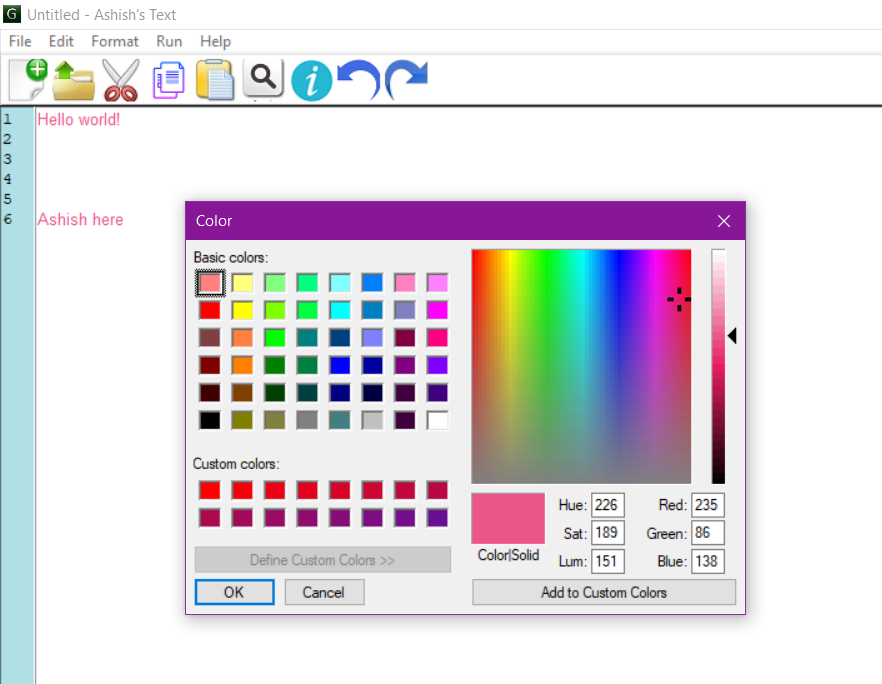 G Untitled - Ashish's Text
File Edit Format Run Help
i
1 Hello world!
2
3
4
5
6 Ashish here
Color
Basic colors:
Custom colors:
Define Custom Colors >>
OK Cancel
Color|Solid
Hue: 226 Red: 235
Sat: 189 Green: 86
Lum: 151 Blue: 138
Add to Custom Colors